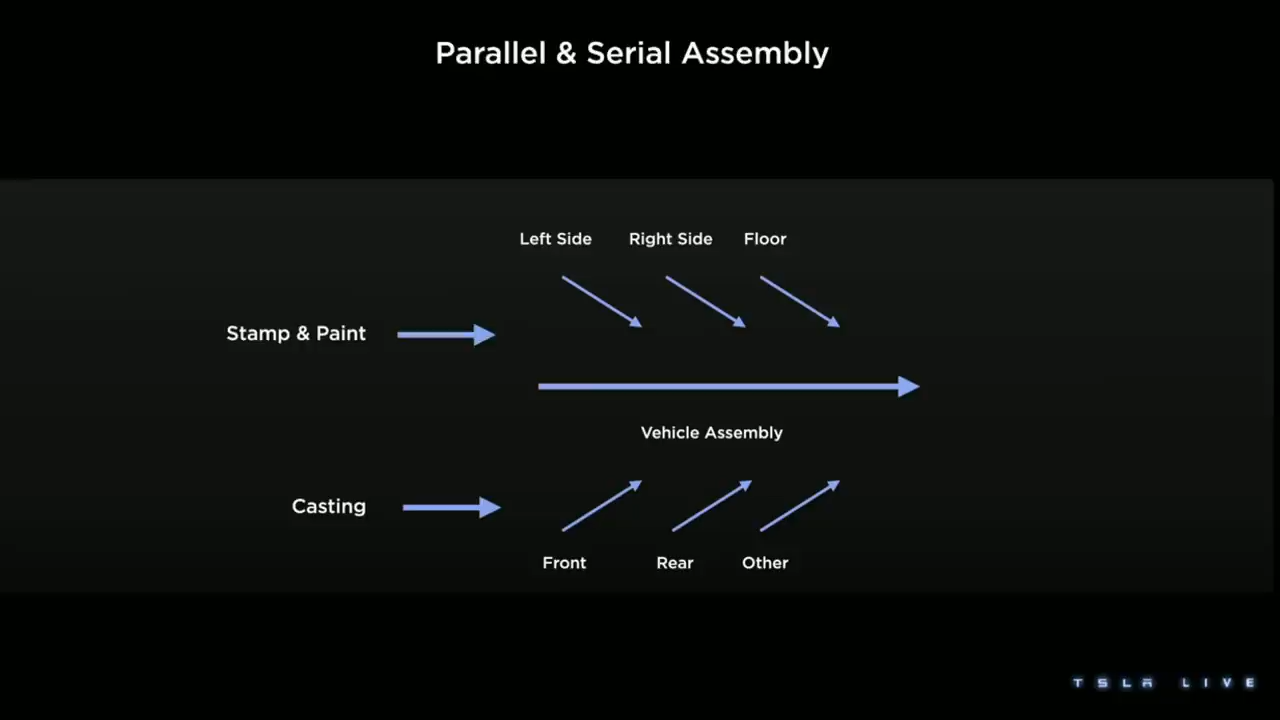 Parallel & Serial Assembly
Left Side Right Side Floor
Stamp & Paint
Vehicle Assembly
Casting
Front Rear Other
TSLA LIVE